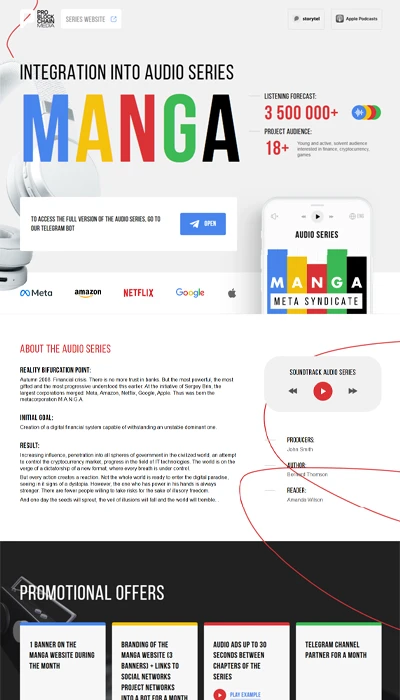 PRO
BLOCK
CHAIN
MEDIA
SERIES WEBSITE
storytel
Apple Podcasts
INTEGRATION INTO AUDIO SERIES
MANGA
LISTENING FORECAST:
3 500 000+
PROJECT AUDIENCE:
18+
Young and active, solvent audience
interested in finance, cryptocurrency,
games
TO ACCESS THE FULL VERSION OF THE AUDIO SERIES, GO TO
OUR TELEGRAM BOT
OPEN
AUDIO SERIES
MANGA
META SYNDICATE
Meta
amazon
NETFLIX
Google
ABOUT THE AUDIO SERIES
REALITY BIFURCATION POINT:
Autumn 2008. Financial crisis. There is no more trust in banks. But the most powerful, the most
gifted and the most progressive understood this earlier. At the initiative of Sergey Brin, the
largest corporations merged: Meta, Amazon, Netflix, Google, Apple. Thus was born the
metacorporation M.A.N.G.A.
INITIAL GOAL:
Creation of a digital financial system capable of withstanding an unstable dominant one.
RESULT:
Increasing influence, penetration into all spheres of government in the civilized world: an attempt
to control the cryptocurrency market, progress in the field of IT technologies. The world is on the
verge of a dictatorship of a new format, where every breath is under control.
But every action creates a reaction. Not the whole world is ready to enter the digital paradise,
seeing in it signs of a dystopia. However, the one who has power in his hands is always
stronger. There are fewer people willing to take risks for the sake of illusory freedom.
And one day the seeds will sprout, the veil of illusions will fall and the world will tremble...
SOUNDTRACK AUDIO SERIES
PRODUCERS:
John Smith
AUTHOR:
Bernard Thomson
READER:
Amanda Wilson
PROMOTIONAL OFFERS
1 BANNER ON THE
MANGA WEBSITE DURING
THE MONTH
BRANDING OF THE
MANGA WEBSITE (3
BANNERS) + LINKS TO
SOCIAL NETWORKS
PROJECT NETWORKS
INTO A BOT FOR A MONTH
AUDIO ADS UP TO 30
SECONDS BETWEEN
CHAPTERS OF THE
SERIES
PLAY EXAMPLE
TELEGRAM CHANNEL
PARTNER FOR A MONTH